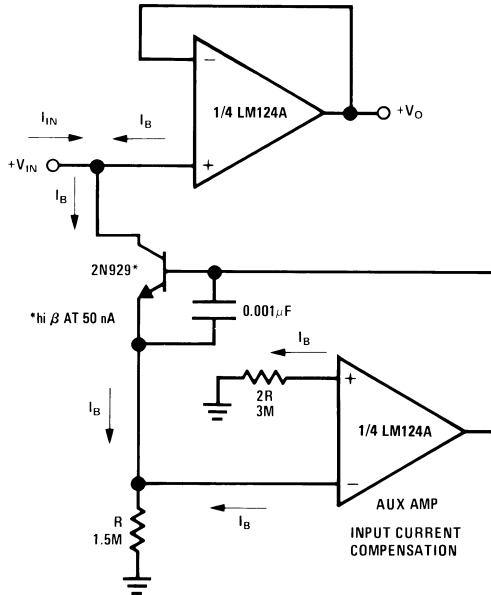 −
1/4 LM124A
+
+V_O
I_IN
I_B
+V_IN
I_B
2N929*
*hi β AT 50 nA
0.001µF
I_B
2R
3M
+
1/4 LM124A
−
I_B
I_B
R
1.5M
AUX AMP
INPUT CURRENT
COMPENSATION